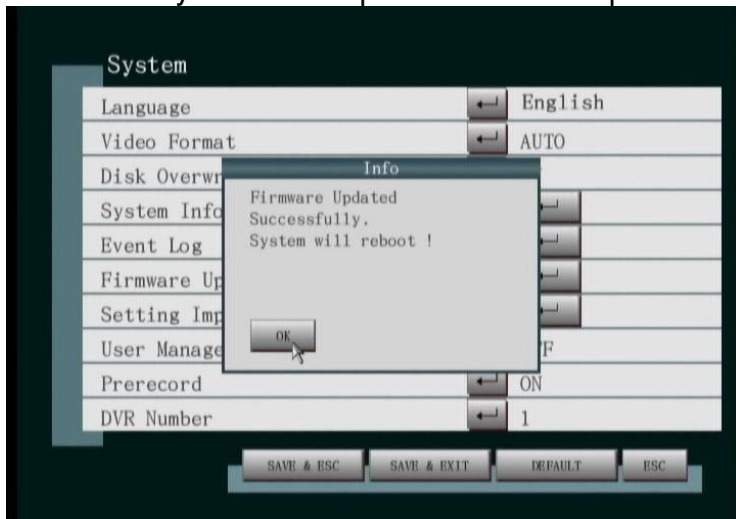 System
Language English
Video Format AUTO
Disk Overwr
Info
Firmware Updated
Successfully.
System will reboot !
System Info
Event Log
Firmware Up
Setting Imp
OK
User Manage
Prerecord ON
DVR Number 1
SAVE & ESC SAVE & EXIT DEFAULT ESC